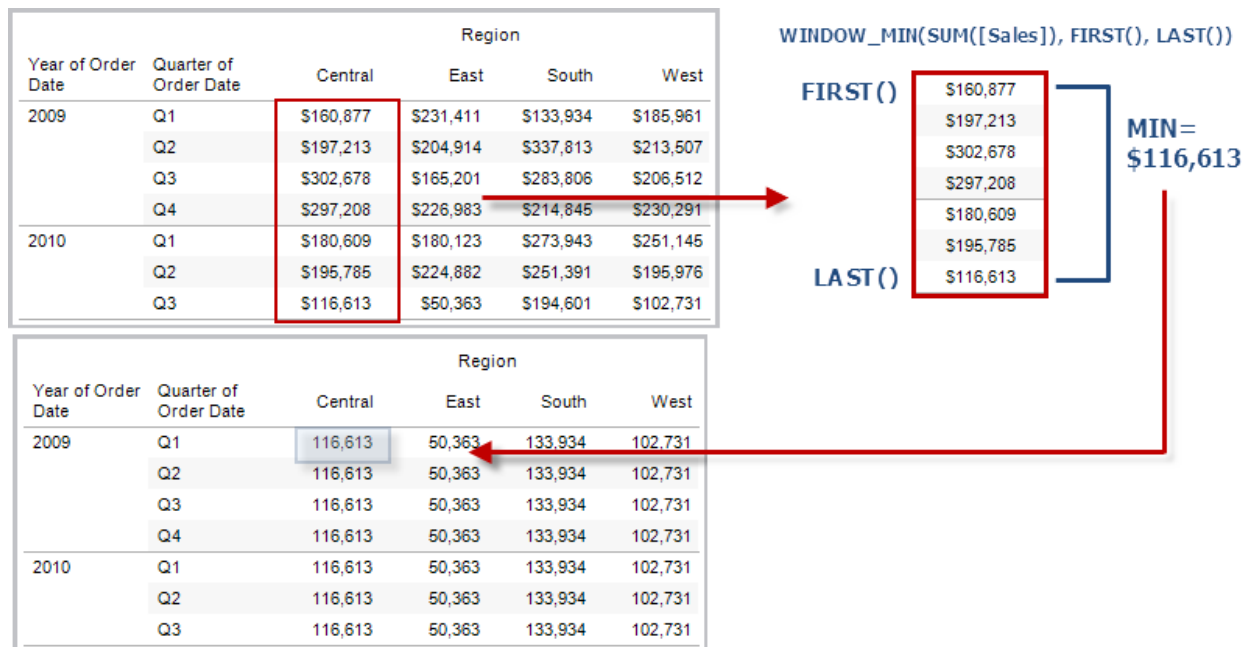 Region
Year of Order Date Quarter of Order Date Central East South West
2009 Q1 $160,877 $231,411 $133,934 $185,961
Q2 $197,213 $204,914 $337,813 $213,507
Q3 $302,678 $165,201 $283,806 $206,512
Q4 $297,208 $226,983 $214,845 $230,291
2010 Q1 $180,609 $180,123 $273,943 $251,145
Q2 $195,785 $224,882 $251,391 $195,976
Q3 $116,613 $50,363 $194,601 $102,731
WINDOW_MIN(SUM([Sales]), FIRST(), LAST())
FIRST() $160,877
$197,213
$302,678
$297,208
$180,609
$195,785
LAST() $116,613
MIN=
$116,613
Region
Year of Order Date Quarter of Order Date Central East South West
2009 Q1 116,613 50,363 133,934 102,731
Q2 116,613 50,363 133,934 102,731
Q3 116,613 50,363 133,934 102,731
Q4 116,613 50,363 133,934 102,731
2010 Q1 116,613 50,363 133,934 102,731
Q2 116,613 50,363 133,934 102,731
Q3 116,613 50,363 133,934 102,731